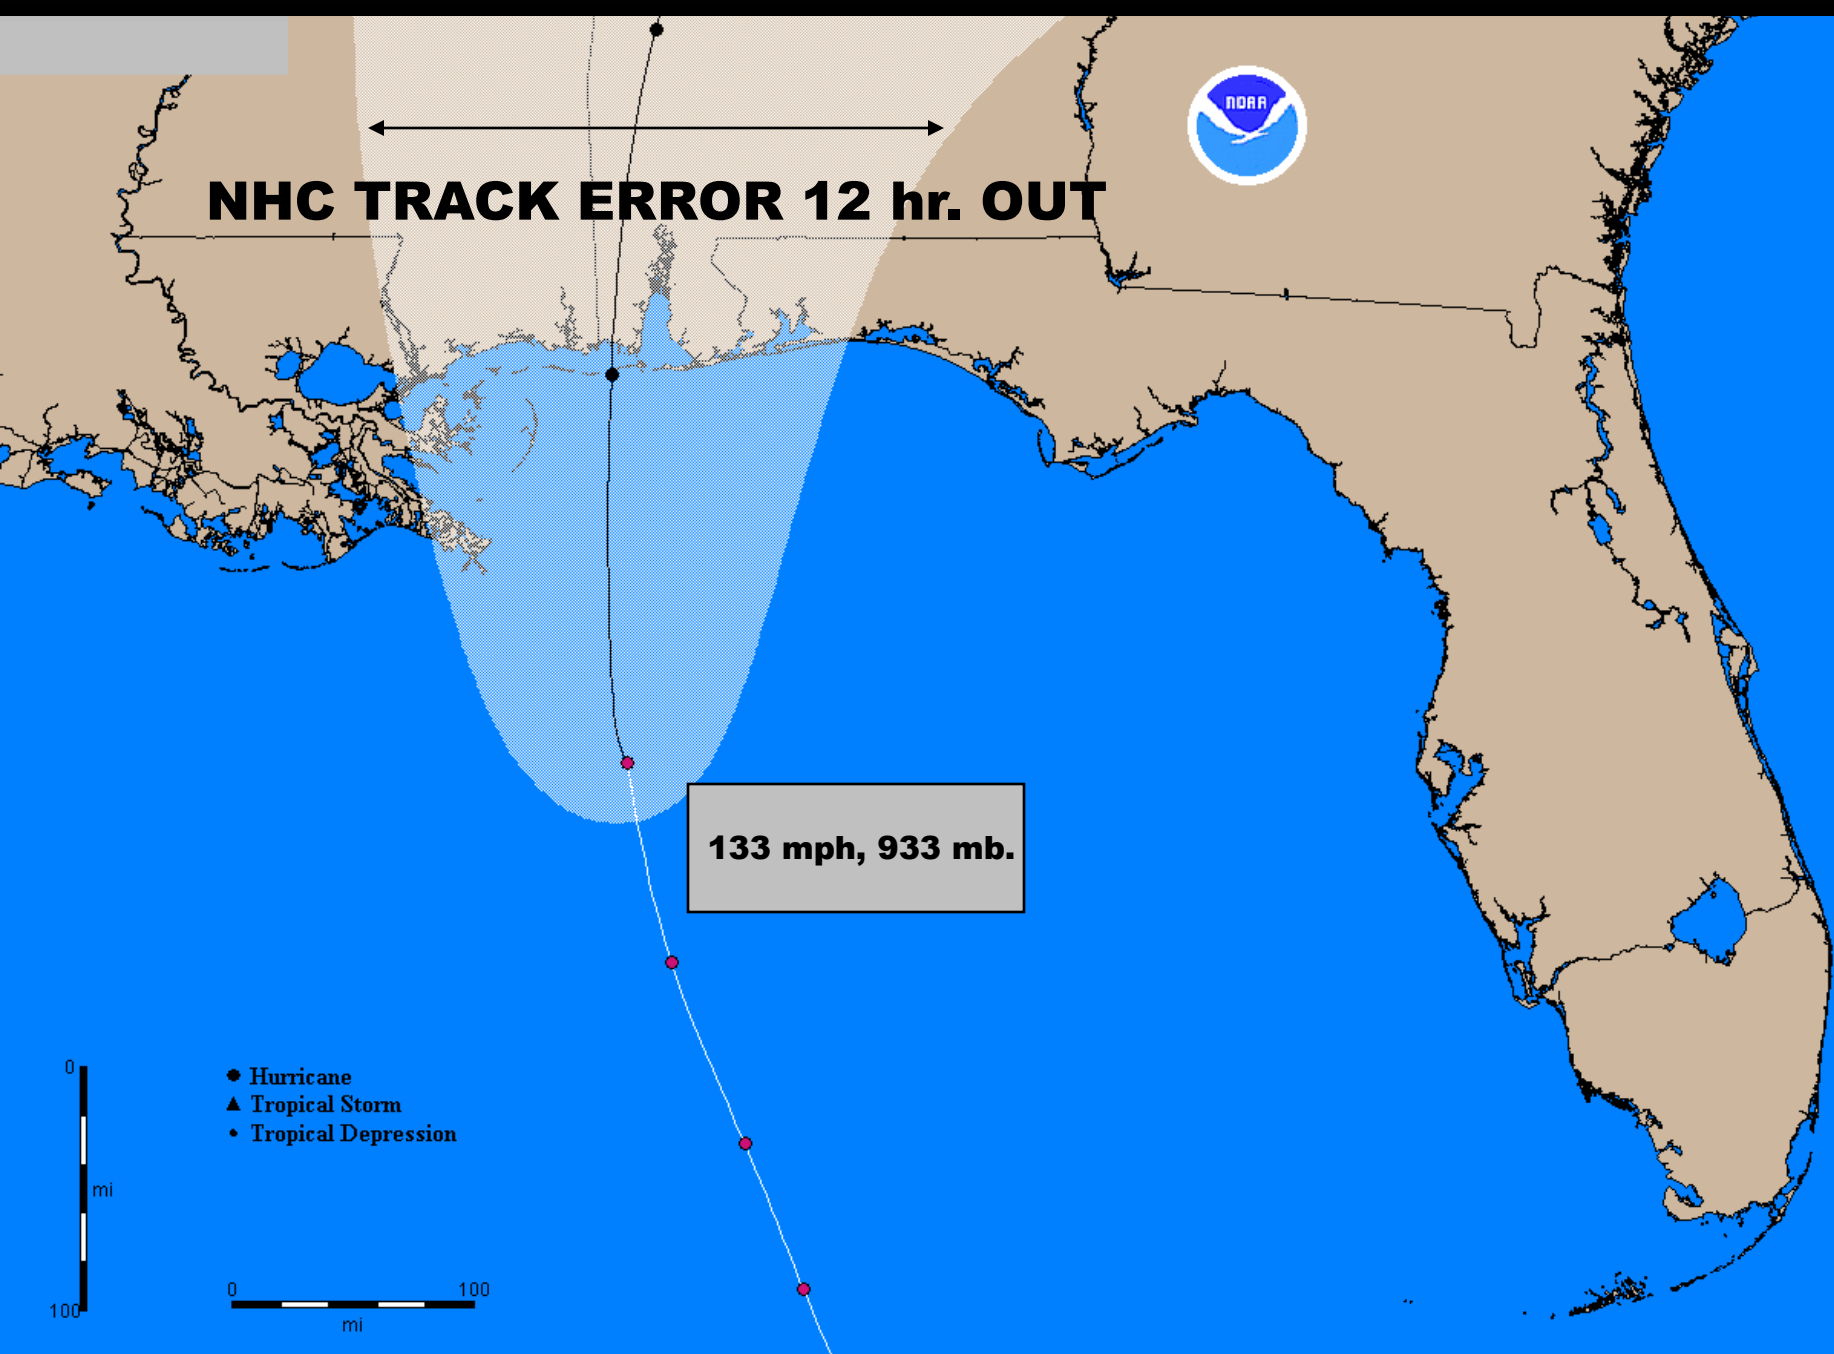 NOAA
NHC TRACK ERROR 12 hr. OUT
133 mph, 933 mb.
0
mi
100
Hurricane
Tropical Storm
Tropical Depression
0 100
mi